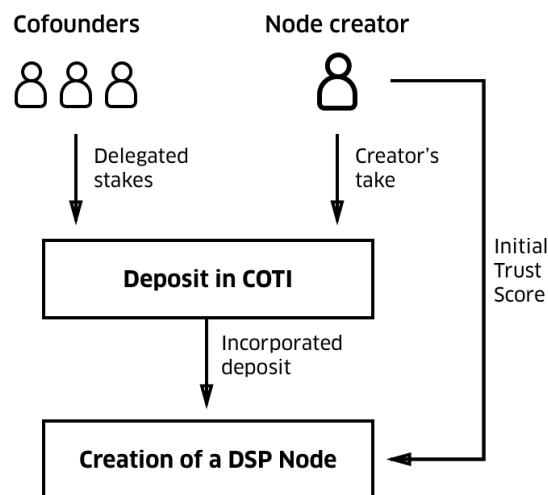 Cofounders
Node creator
Delegated
stakes
Creator's
take
Deposit in COTI
Initial
Trust
Score
Incorporated
deposit
Creation of a DSP Node